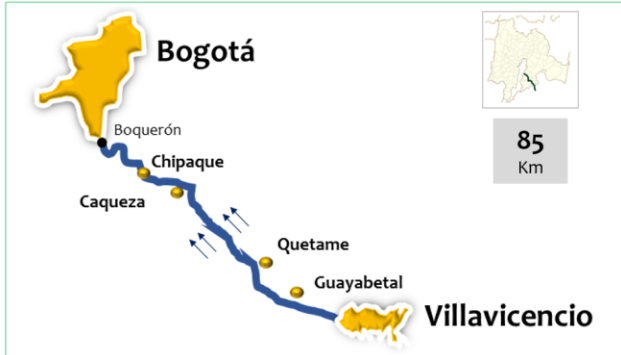 Bogotá
Boquerón
Chipaque
Caqueza
Quetame
Guayabetal
Villavicencio
85
Km